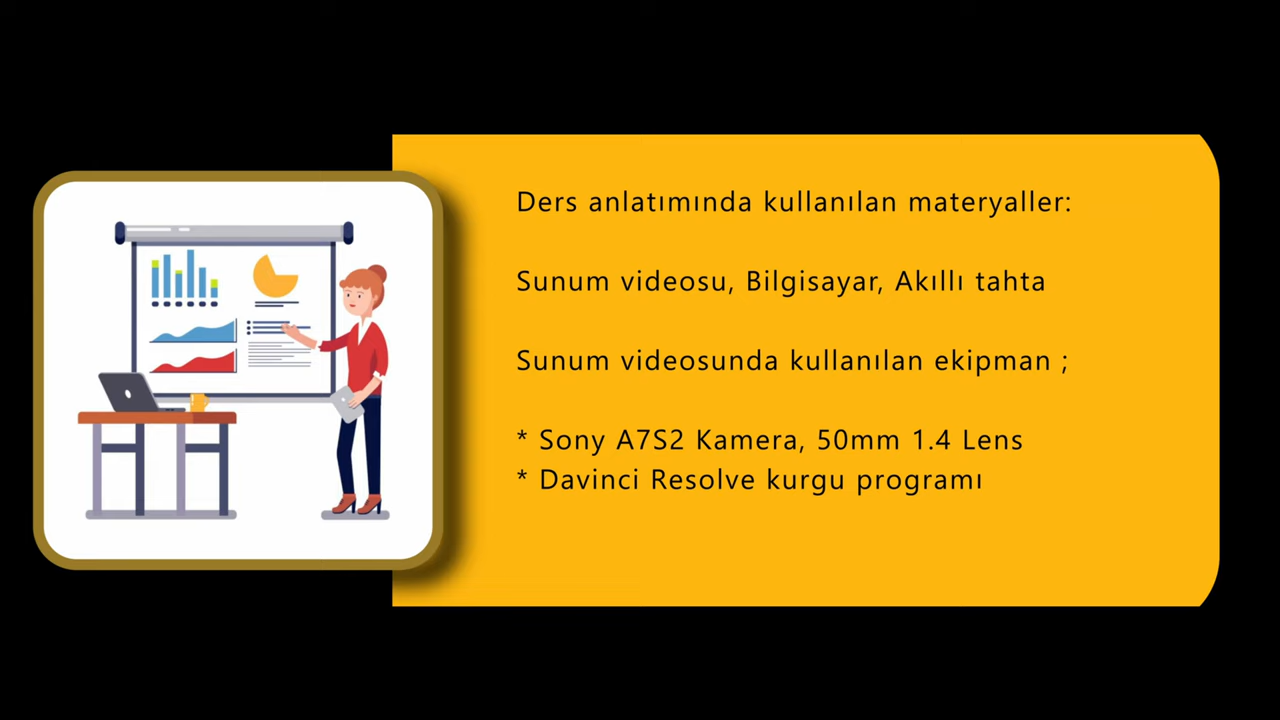 Ders anlatımında kullanılan materyaller:
Sunum videosu, Bilgisayar, Akıllı tahta
Sunum videosunda kullanılan ekipman ;
* Sony A7S2 Kamera, 50mm 1.4 Lens
* Davinci Resolve kurgu programı